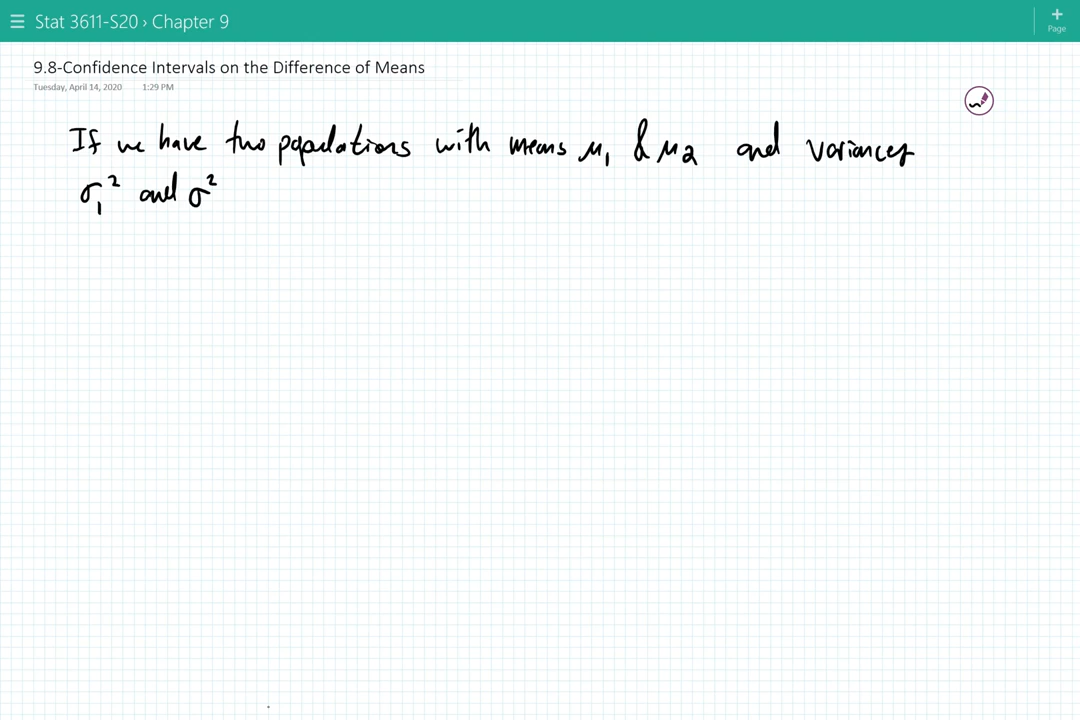 Stat 3611-S20 › Chapter 9
+
Page
9.8-Confidence Intervals on the Difference of Means
Tuesday, April 14, 2020 1:29 PM
If we have two populations with means μ₁ & μ2 and variances
σ₁² and σ²